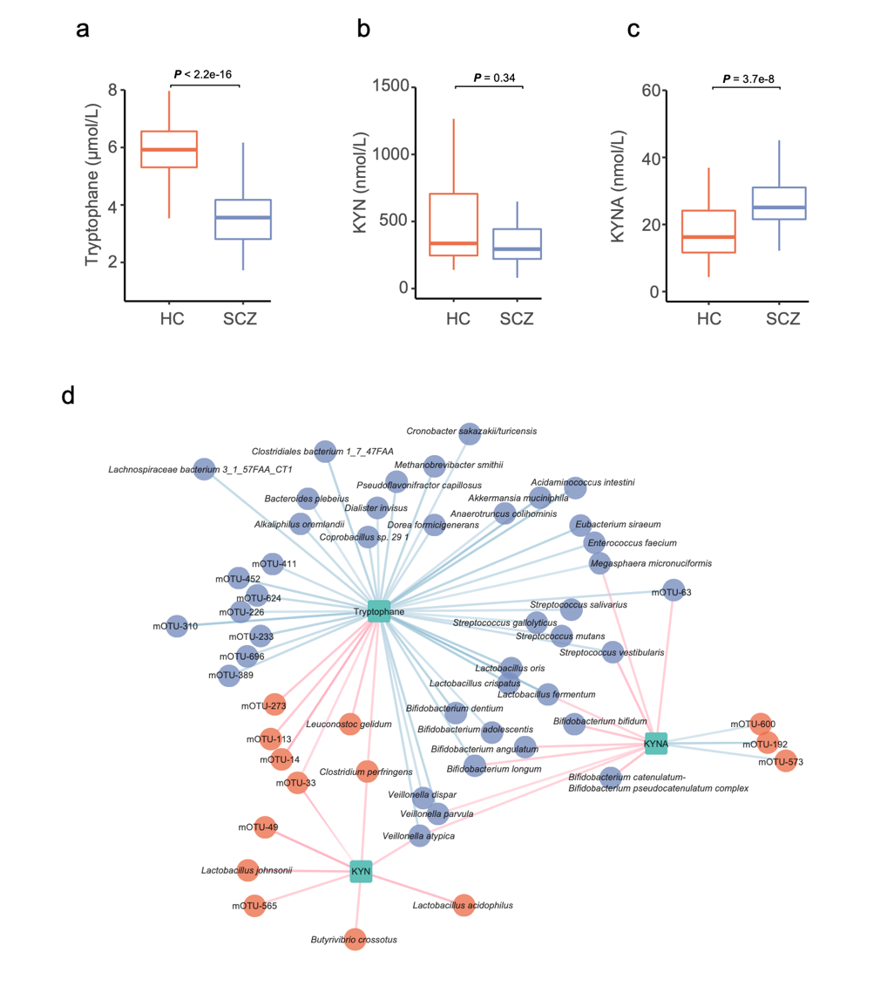 a
b
c
P < 2.2e-16
P = 0.34
P = 3.7e-8
Tryptophane (μmol/L)
8
6
4
2
HC
SCZ
KYN (nmol/L)
1500
1000
500
0
HC
SCZ
KYNA (nmol/L)
60
40
20
0
HC
SCZ
d
Cronobacter sakazakii/turicensis
Clostridiales bacterium 1_7_47FAA
Methanobrevibacter smithii
Lachnospiraceae bacterium 3_1_57FAA_CT1
Pseudoflavonifractor capillosus
Acidaminococcus intestini
Bacteroides plebeius
Akkermansia muciniphila
Dialister invisus
Anaerotruncus colihominis
Alkaliphilus oremlandii
Dorea formicigenerans
Eubacterium siraeum
Coprobacillus sp. 29 1
Enterococcus faecium
mOTU-411
Megasphaera micronuciformis
mOTU-452
mOTU-63
mOTU-624
Streptococcus salivarius
mOTU-226
Tryptophane
mOTU-310
Streptococcus gallolyticus
mOTU-233
Streptococcus mutans
mOTU-696
Streptococcus vestibularis
mOTU-389
Lactobacillus oris
Lactobacillus crispatus
Lactobacillus fermentum
mOTU-273
Bifidobacterium dentium
Leuconostoc gelidum
Bifidobacterium bifidum
mOTU-600
Bifidobacterium adolescentis
mOTU-113
KYNA
mOTU-192
Bifidobacterium angulatum
mOTU-14
mOTU-573
Clostridium perfringens
Bifidobacterium longum
mOTU-33
Bifidobacterium catenulatum-
Bifidobacterium pseudocatenulatum complex
Veillonella dispar
Veillonella parvula
mOTU-49
Veillonella atypica
Lactobacillus johnsonii
KYN
mOTU-565
Lactobacillus acidophilus
Butyrivibrio crossotus